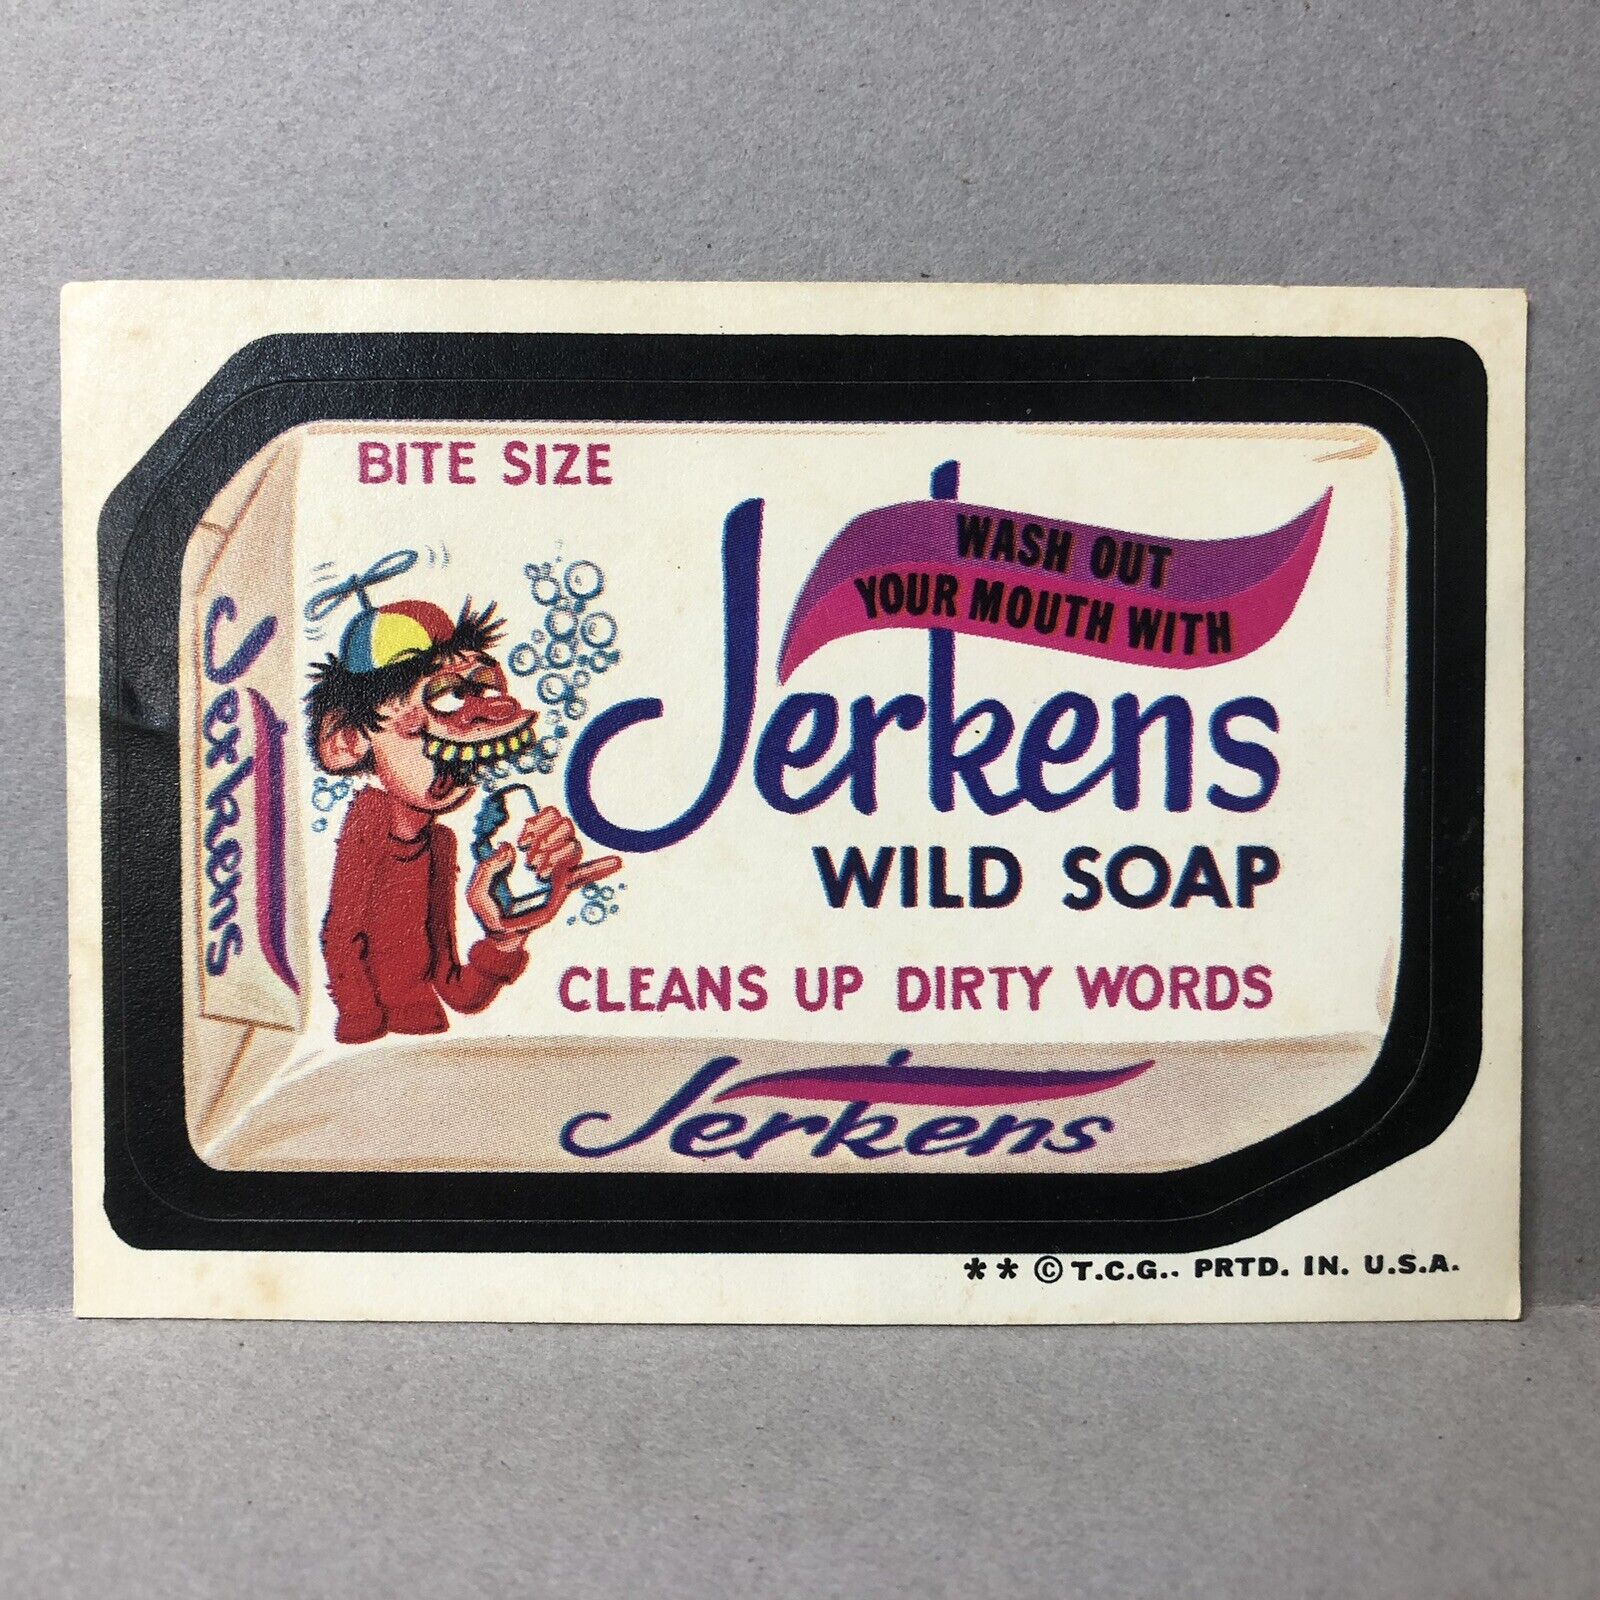 BITE SIZE
WASH OUT
YOUR MOUTH WITH
Jerkens
WILD SOAP
CLEANS UP DIRTY WORDS
Jerkens
Jerkens
** © T.C.G.. PRTD. IN. U.S.A.